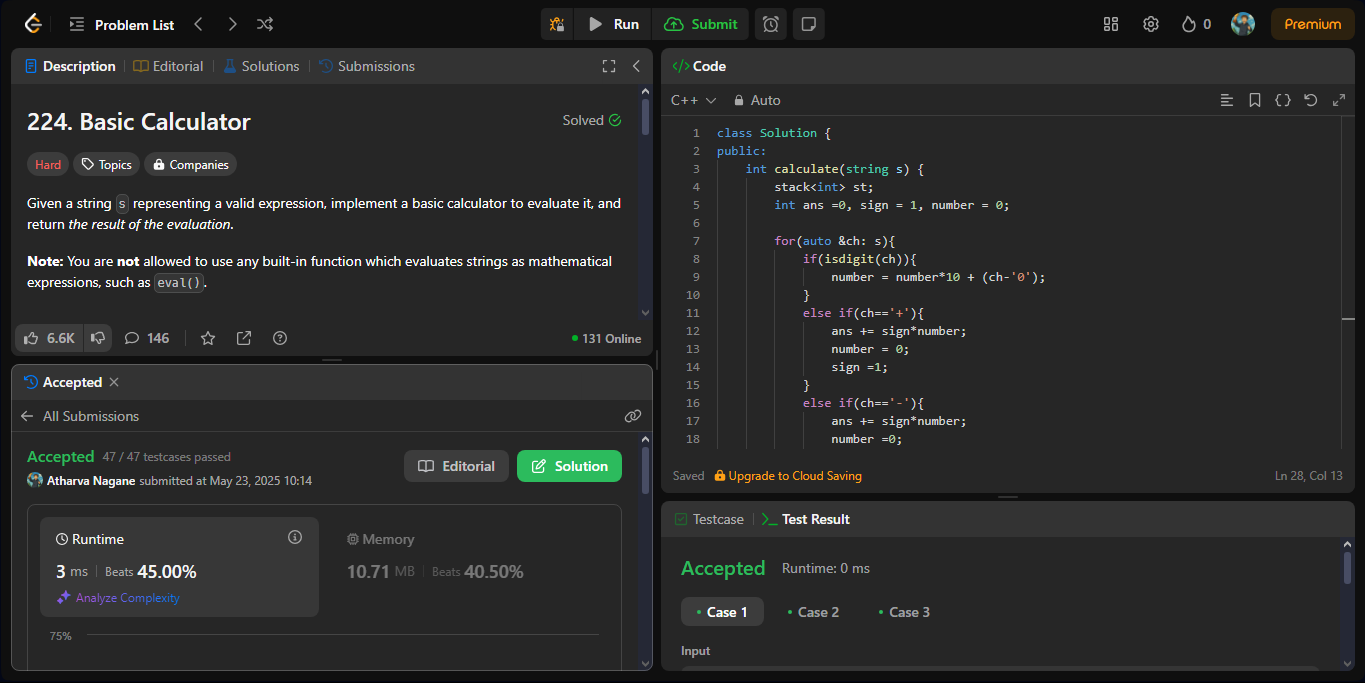 Problem List
Run
Submit
0
Premium
Description
Editorial
Solutions
Submissions
224. Basic Calculator
Solved
Hard
Topics
Companies
Given a string s representing a valid expression, implement a basic calculator to evaluate it, and
return the result of the evaluation.
Note: You are not allowed to use any built-in function which evaluates strings as mathematical
expressions, such as eval().
6.6K
146
131 Online
Accepted
All Submissions
Accepted 47 / 47 testcases passed
Atharva Nagane submitted at May 23, 2025 10:14
Editorial
Solution
Runtime
3 ms Beats 45.00%
Analyze Complexity
Memory
10.71 MB Beats 40.50%
75%
</> Code
C++
Auto
1 class Solution {
2 public:
3 int calculate(string s) {
4 stack<int> st;
5 int ans =0, sign = 1, number = 0;
6
7 for(auto &ch: s){
8 if(isdigit(ch)){
9 number = number*10 + (ch-'0');
10 }
11 else if(ch=='+'){
12 ans += sign*number;
13 number = 0;
14 sign =1;
15 }
16 else if(ch=='-'){
17 ans += sign*number;
18 number =0;
Saved
Upgrade to Cloud Saving
Ln 28, Col 13
Testcase
Test Result
Accepted Runtime: 0 ms
Case 1
Case 2
Case 3
Input